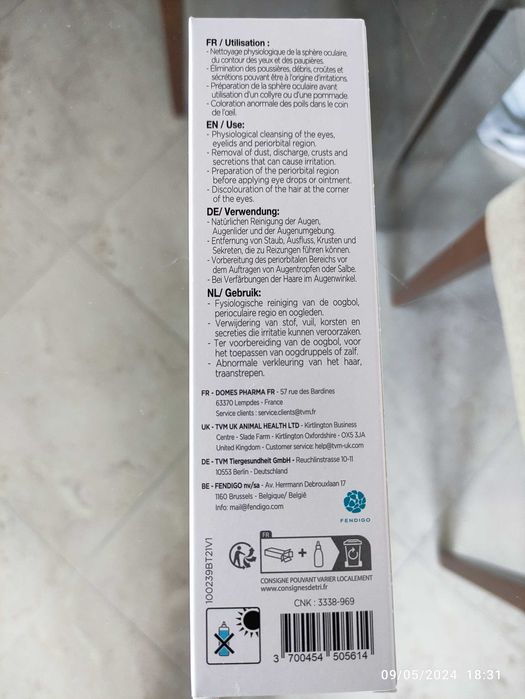 FR / Utilisation :
- Nettoyage physiologique de la sphère oculaire,
du contour des yeux et des paupières.
- Élimination des poussières, débris, croûtes et
sécrétions pouvant être à l'origine d'irritations.
- Préparation de la sphère oculaire avant
utilisation d'un collyre ou d'une pommade.
- Coloration anormale des poils dans le coin
de l'œil.
EN / Use:
- Physiological cleansing of the eyes,
eyelids and periorbital region.
- Removal of dust, discharge, crusts and
secretions that can cause irritation.
- Preparation of the periorbital region
before applying eye drops or ointment.
- Discolouration of the hair at the corner
of the eyes.
DE/ Verwendung:
- Natürlichen Reinigung der Augen,
Augenlider und der Augenumgebung.
- Entfernung von Staub, Ausfluss, Krusten und
Sekreten, die zu Reizungen führen können.
- Vorbereitung des periorbitalen Bereichs vor
dem Auftragen von Augentropfen oder Salbe.
- Bei Verfärbungen der Haare im Augenwinkel.
NL/ Gebruik:
- Fysiologische reiniging van de oogbol,
perioculaire regio en oogleden.
- Verwijdering van stof, vuil, korsten en
secreties die irritatie kunnen veroorzaken.
- Ter voorbereiding van de oogbol, voor
het toepassen van oogdruppels of zalf.
- Abnormale verkleuring van het haar,
traanstrepen.
FR - DOMES PHARMA FR - 57 rue des Bardines
63370 Lempdes - France
Service clients : service.clients@tvm.fr
UK - TVM UK ANIMAL HEALTH LTD - Kirtlington Business
Centre - Slade Farm - Kirtlington Oxfordshire - OX5 3JA
United Kingdom - Customer service: help@tvm-uk.com
DE - TVM Tiergesundheit GmbH - Reuchlinstrasse 10-11
10553 Berlin - Deutschland
BE - FENDIGO nv/sa - Av. Herrmann Debrouxlaan 17
1160 Brussels - Belgique/ België
Info: mail@fendigo.com
FENDIGO
100239BT21V1
FR
CONSIGNE POUVANT VARIER LOCALEMENT
www.consignesdetri.fr
CNK : 3338-969
3 700454 505614
09/05/2024 18:31